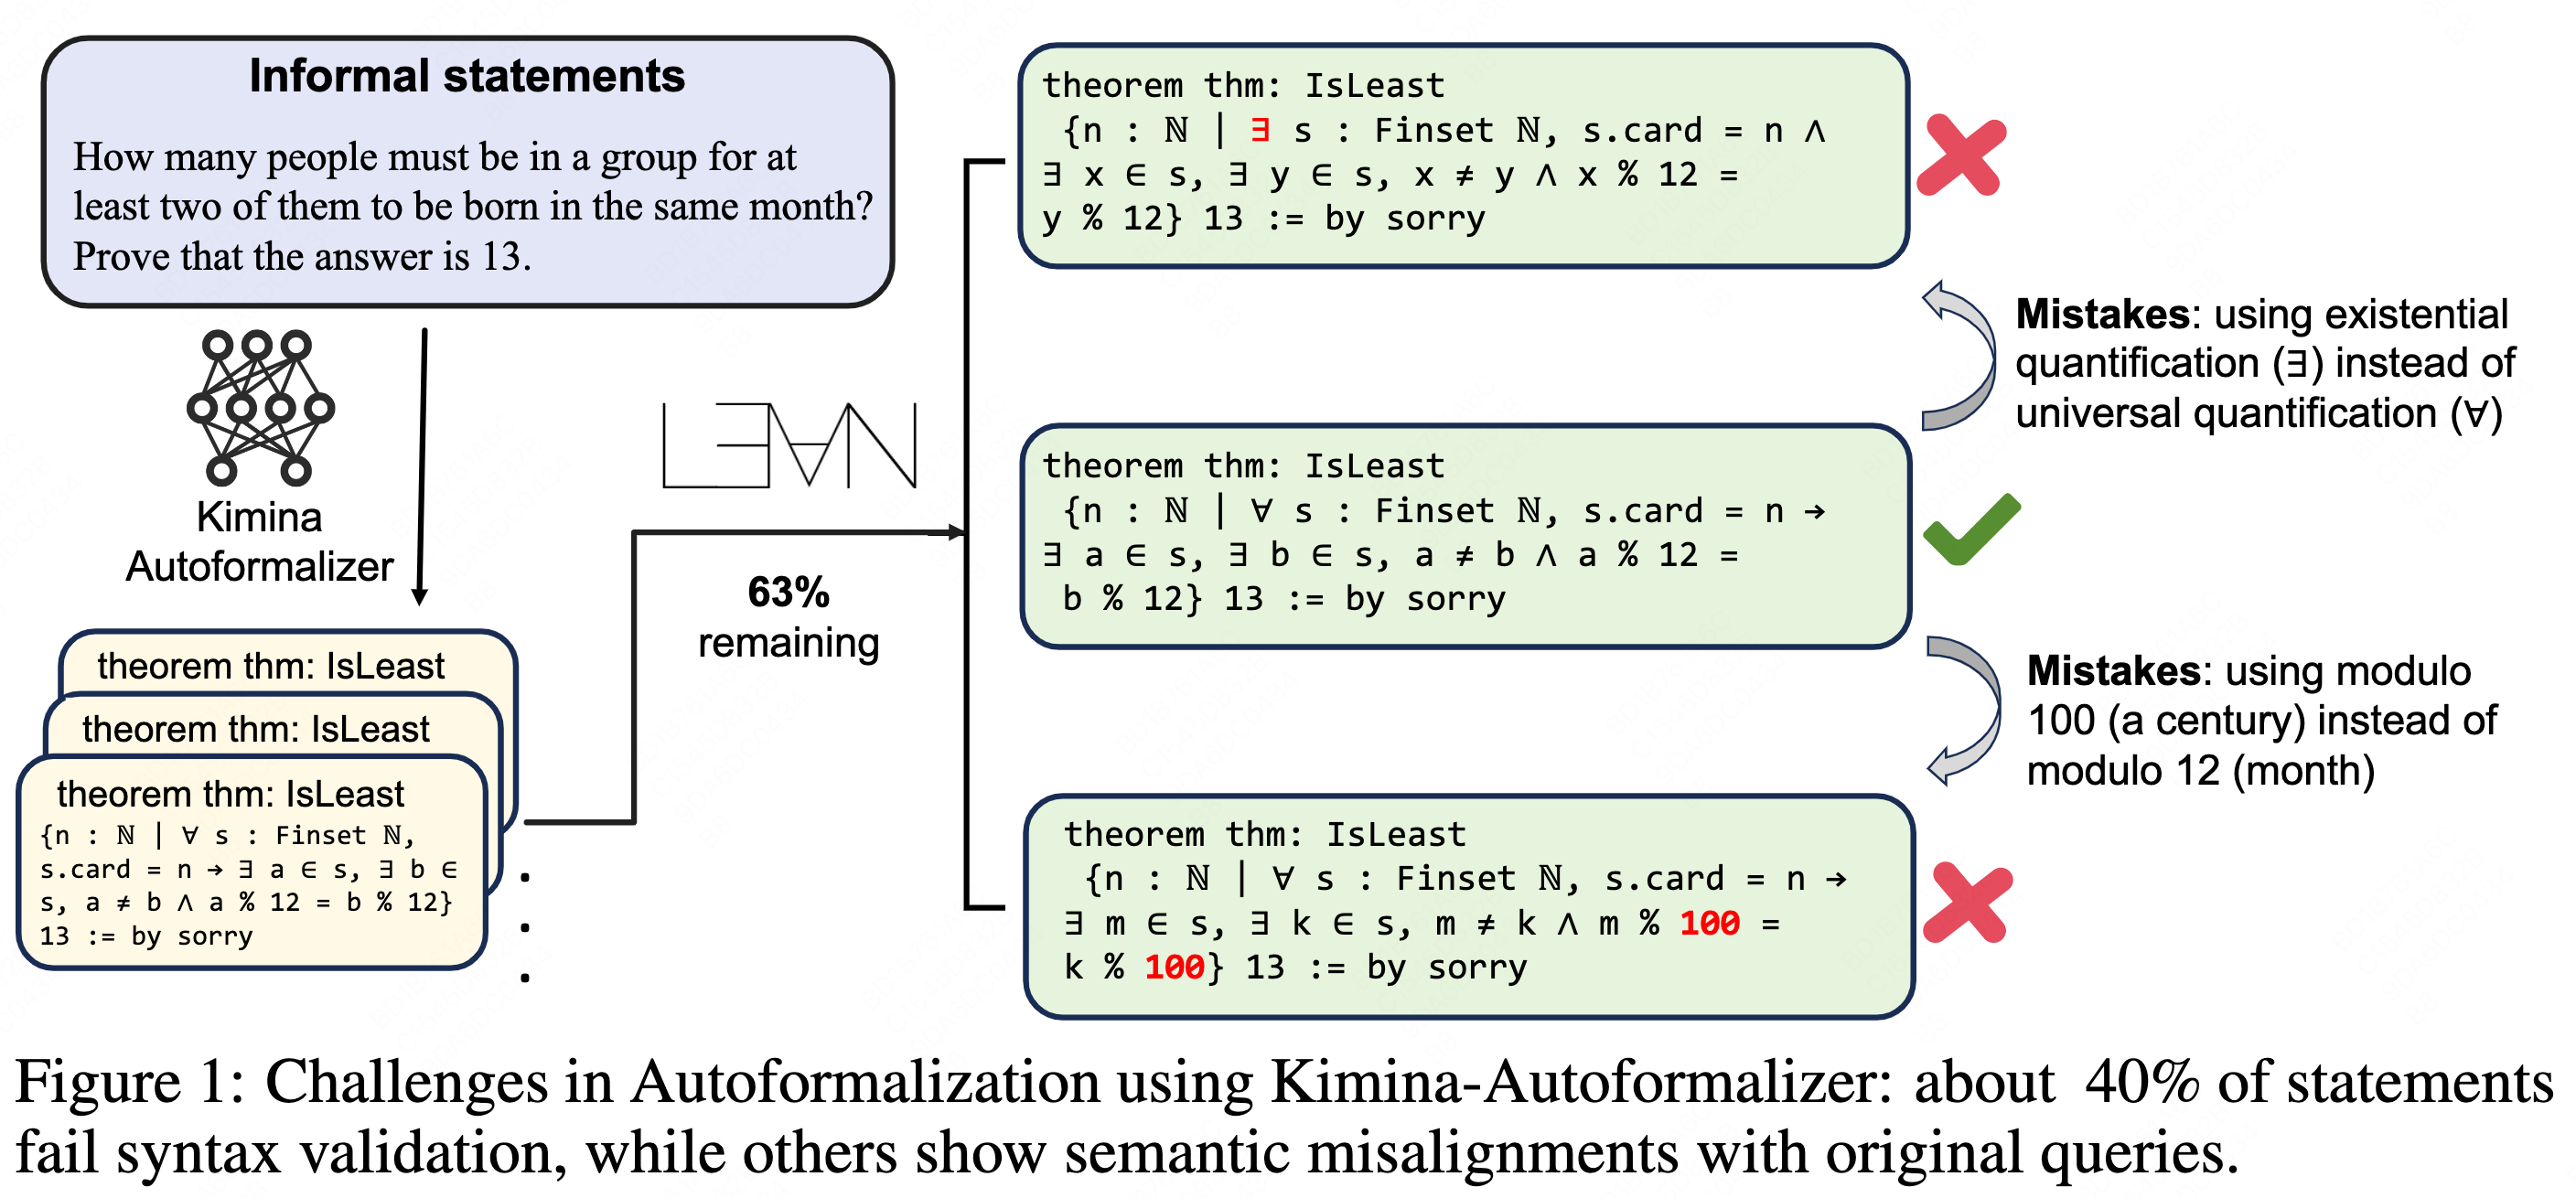 Informal statements
How many people must be in a group for at
least two of them to be born in the same month?
Prove that the answer is 13.
Kimina
Autoformalizer
theorem thm: IsLeast
theorem thm: IsLeast
theorem thm: IsLeast
{n : ℕ | ∀ s : Finset ℕ,
s.card = n → ∃ a ∈ s, ∃ b ∈
s, a ≠ b ∧ a % 12 = b % 12}
13 := by sorry
L∃∀N
63%
remaining
theorem thm: IsLeast
{n : ℕ | ∃ s : Finset ℕ, s.card = n ∧
∃ x ∈ s, ∃ y ∈ s, x ≠ y ∧ x % 12 =
y % 12} 13 := by sorry
Mistakes: using existential
quantification (∃) instead of
universal quantification (∀)
theorem thm: IsLeast
{n : ℕ | ∀ s : Finset ℕ, s.card = n →
∃ a ∈ s, ∃ b ∈ s, a ≠ b ∧ a % 12 =
b % 12} 13 := by sorry
Mistakes: using modulo
100 (a century) instead of
modulo 12 (month)
theorem thm: IsLeast
{n : ℕ | ∀ s : Finset ℕ, s.card = n →
∃ m ∈ s, ∃ k ∈ s, m ≠ k ∧ m % 100 =
k % 100} 13 := by sorry
Figure 1: Challenges in Autoformalization using Kimina-Autoformalizer: about 40% of statements
fail syntax validation, while others show semantic misalignments with original queries.